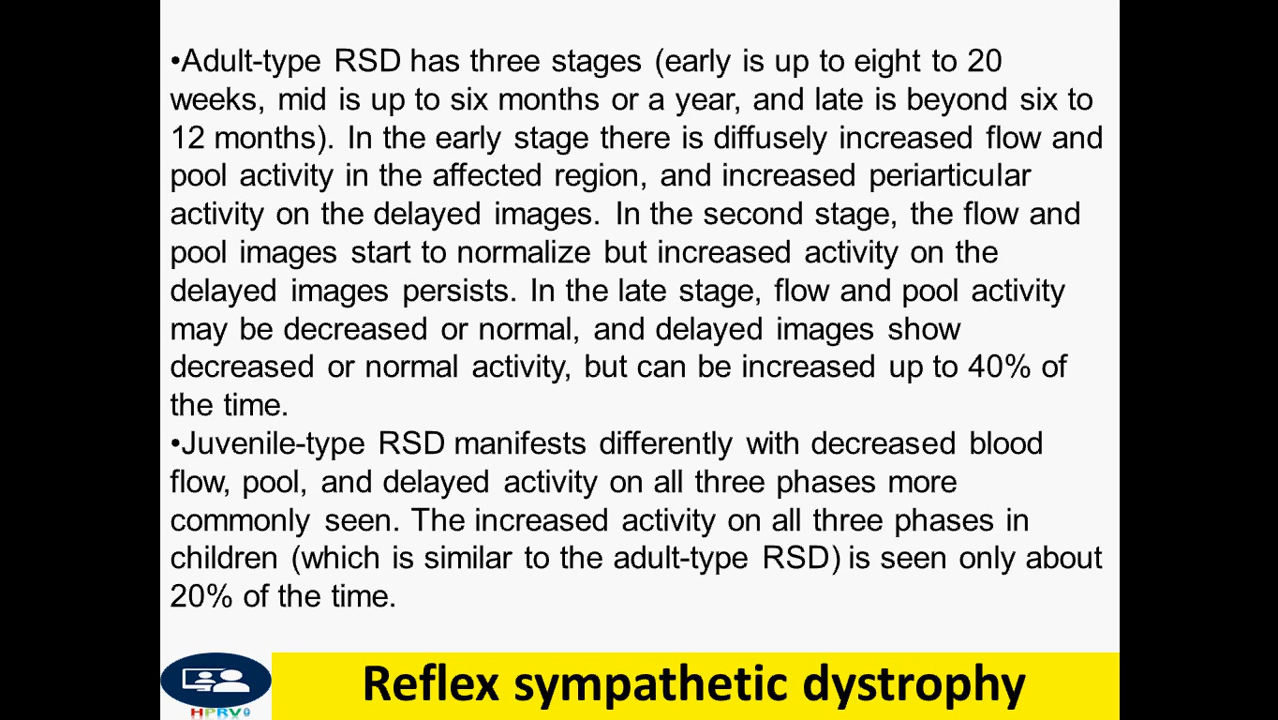 •Adult-type RSD has three stages (early is up to eight to 20
weeks, mid is up to six months or a year, and late is beyond six to
12 months). In the early stage there is diffusely increased flow and
pool activity in the affected region, and increased periarticular
activity on the delayed images. In the second stage, the flow and
pool images start to normalize but increased activity on the
delayed images persists. In the late stage, flow and pool activity
may be decreased or normal, and delayed images show
decreased or normal activity, but can be increased up to 40% of
the time.
•Juvenile-type RSD manifests differently with decreased blood
flow, pool, and delayed activity on all three phases more
commonly seen. The increased activity on all three phases in
children (which is similar to the adult-type RSD) is seen only about
20% of the time.
Reflex sympathetic dystrophy